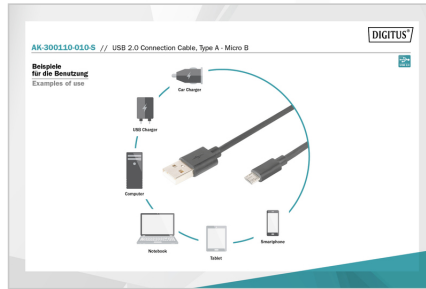 DIGITUS®
AK-300110-010-S // USB 2.0 Connection Cable, Type A - Micro B
Beispiele
für die Benutzung
Examples of use
Car Charger
USB Charger
Computer
Notebook
Tablet
Smartphone